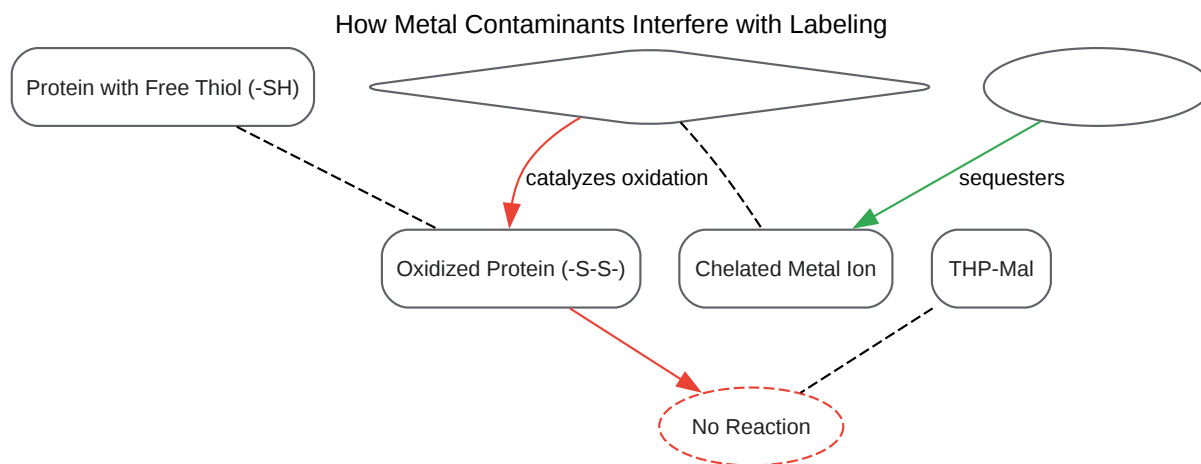 How Metal Contaminants Interfere with Labeling
Protein with Free Thiol (-SH)
catalyzes oxidation
sequesters
Oxidized Protein (-S-S-)
Chelated Metal Ion
THP-Mal
No Reaction